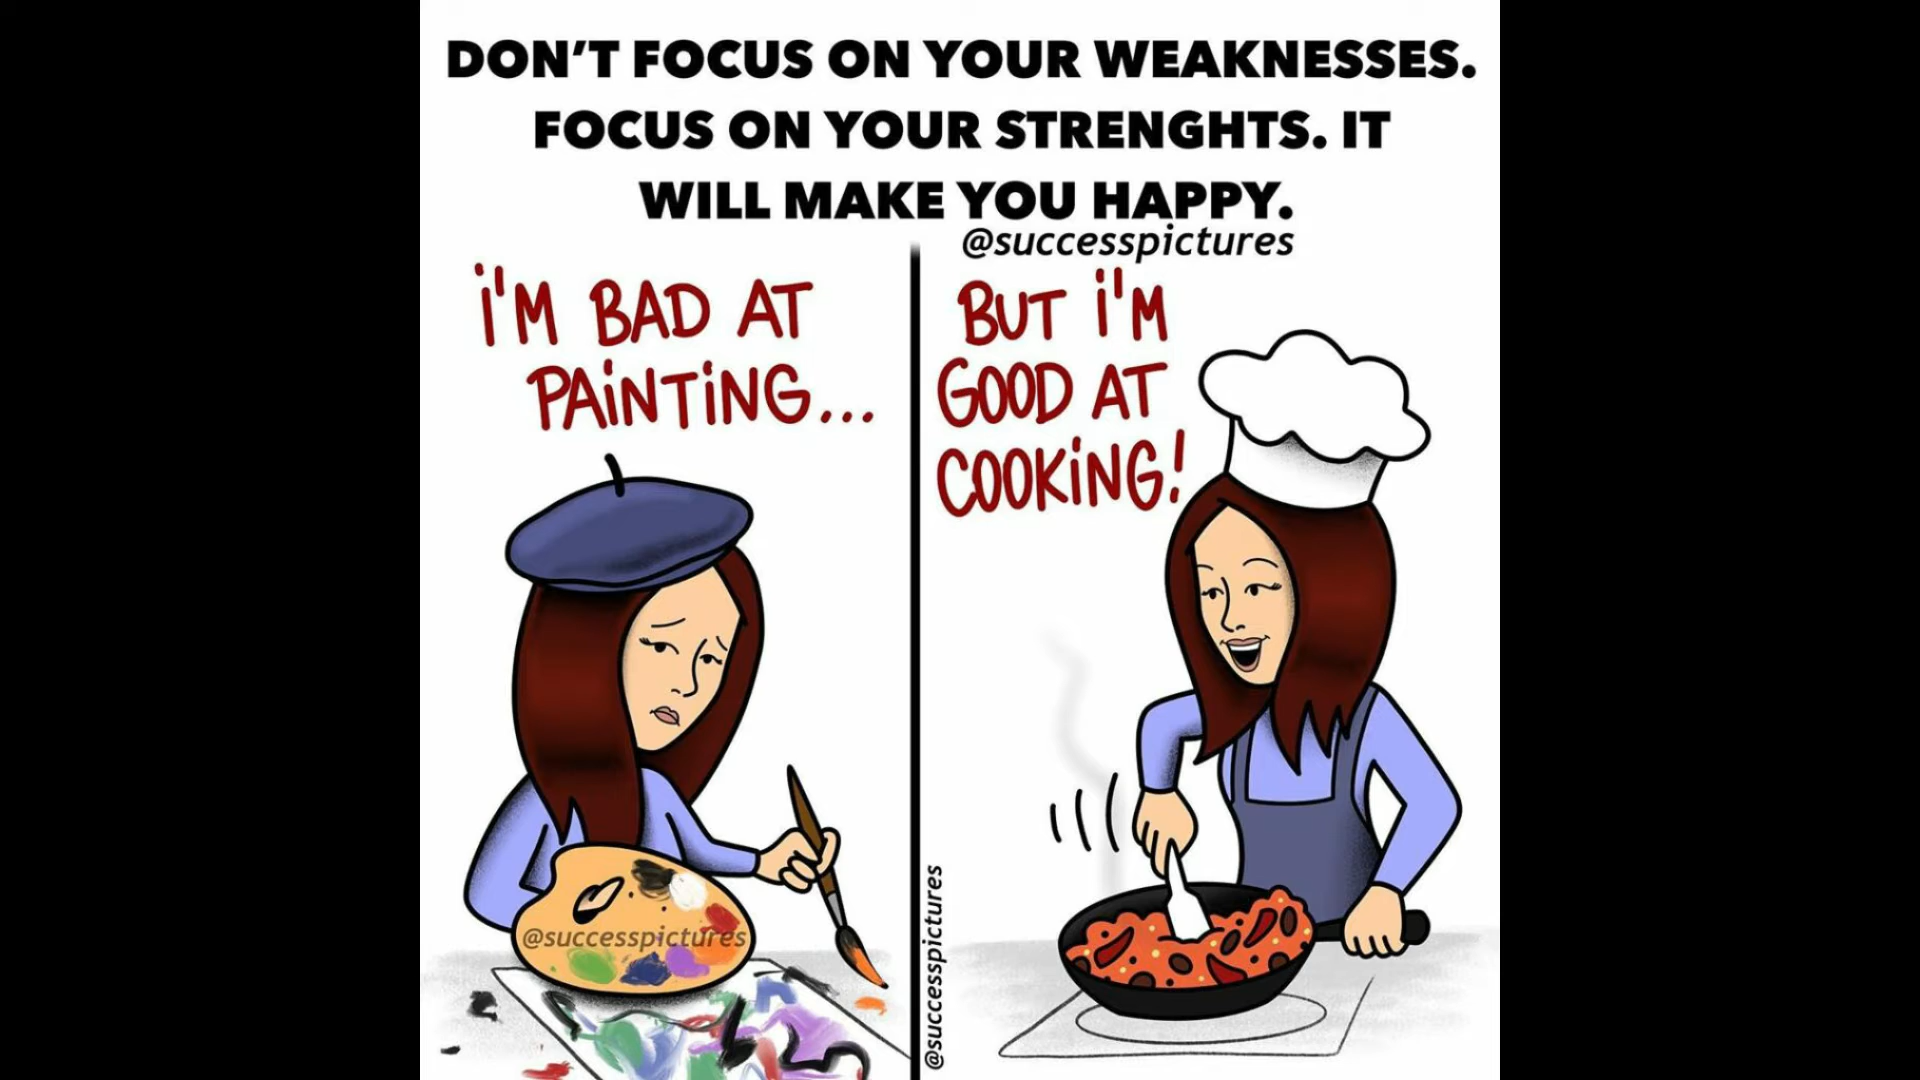 DON'T FOCUS ON YOUR WEAKNESSES.
FOCUS ON YOUR STRENGHTS. IT
WILL MAKE YOU HAPPY.
@successpictures
i'M BAD AT
PAiNTiNG...
BUT i'M
GOOD AT
COOKiNG!
@successpictures
@successpictures